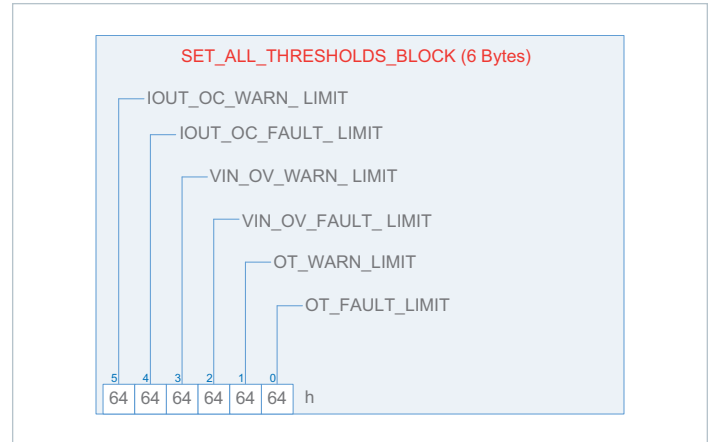 SET_ALL_THRESHOLDS_BLOCK (6 Bytes)
IOUT_OC_WARN_ LIMIT
IOUT_OC_FAULT_ LIMIT
VIN_OV_WARN_ LIMIT
VIN_OV_FAULT_ LIMIT
OT_WARN_LIMIT
OT_FAULT_LIMIT
5 4 3 2 1 0
64 64 64 64 64 64 h